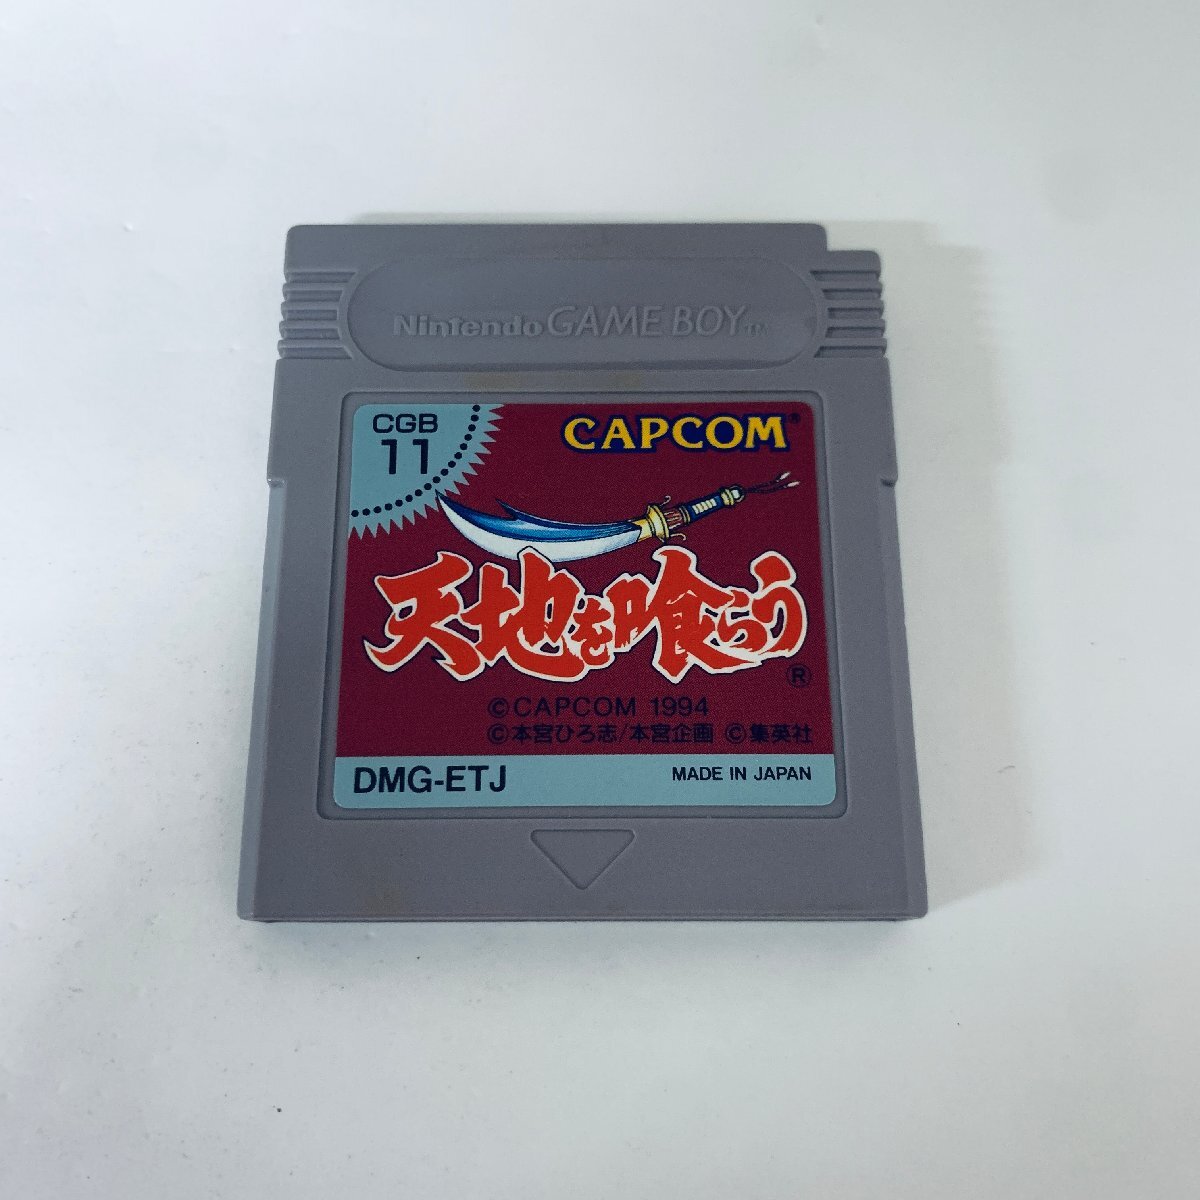 Nintendo GAME BOY TM
CGB
11
CAPCOM®
天地を喰らう
®
©CAPCOM 1994
©本宮ひろ志/本宮企画 ©集英社
DMG-ETJ
MADE IN JAPAN